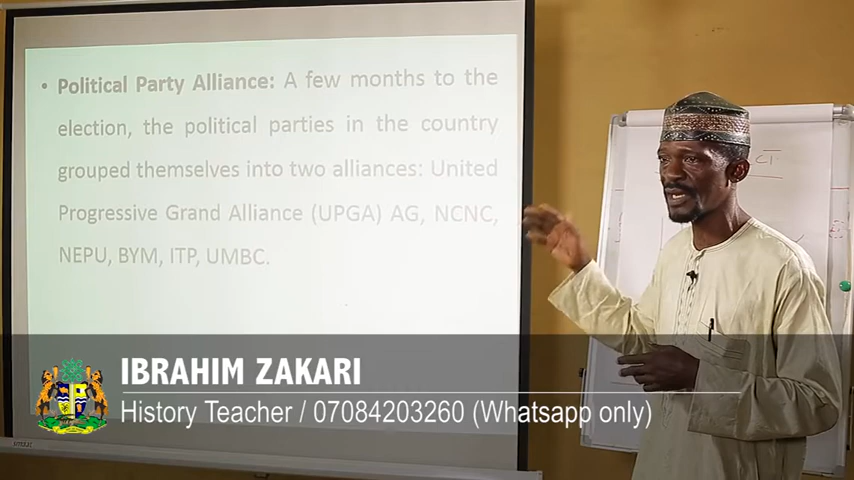 • Political Party Alliance: A few months to the
election, the political parties in the country
grouped themselves into two alliances: United
Progressive Grand Alliance (UPGA) AG, NCNC,
NEPU, BYM, ITP, UMBC.
CT
IBRAHIM ZAKARI
History Teacher / 07084203260 (Whatsapp only)